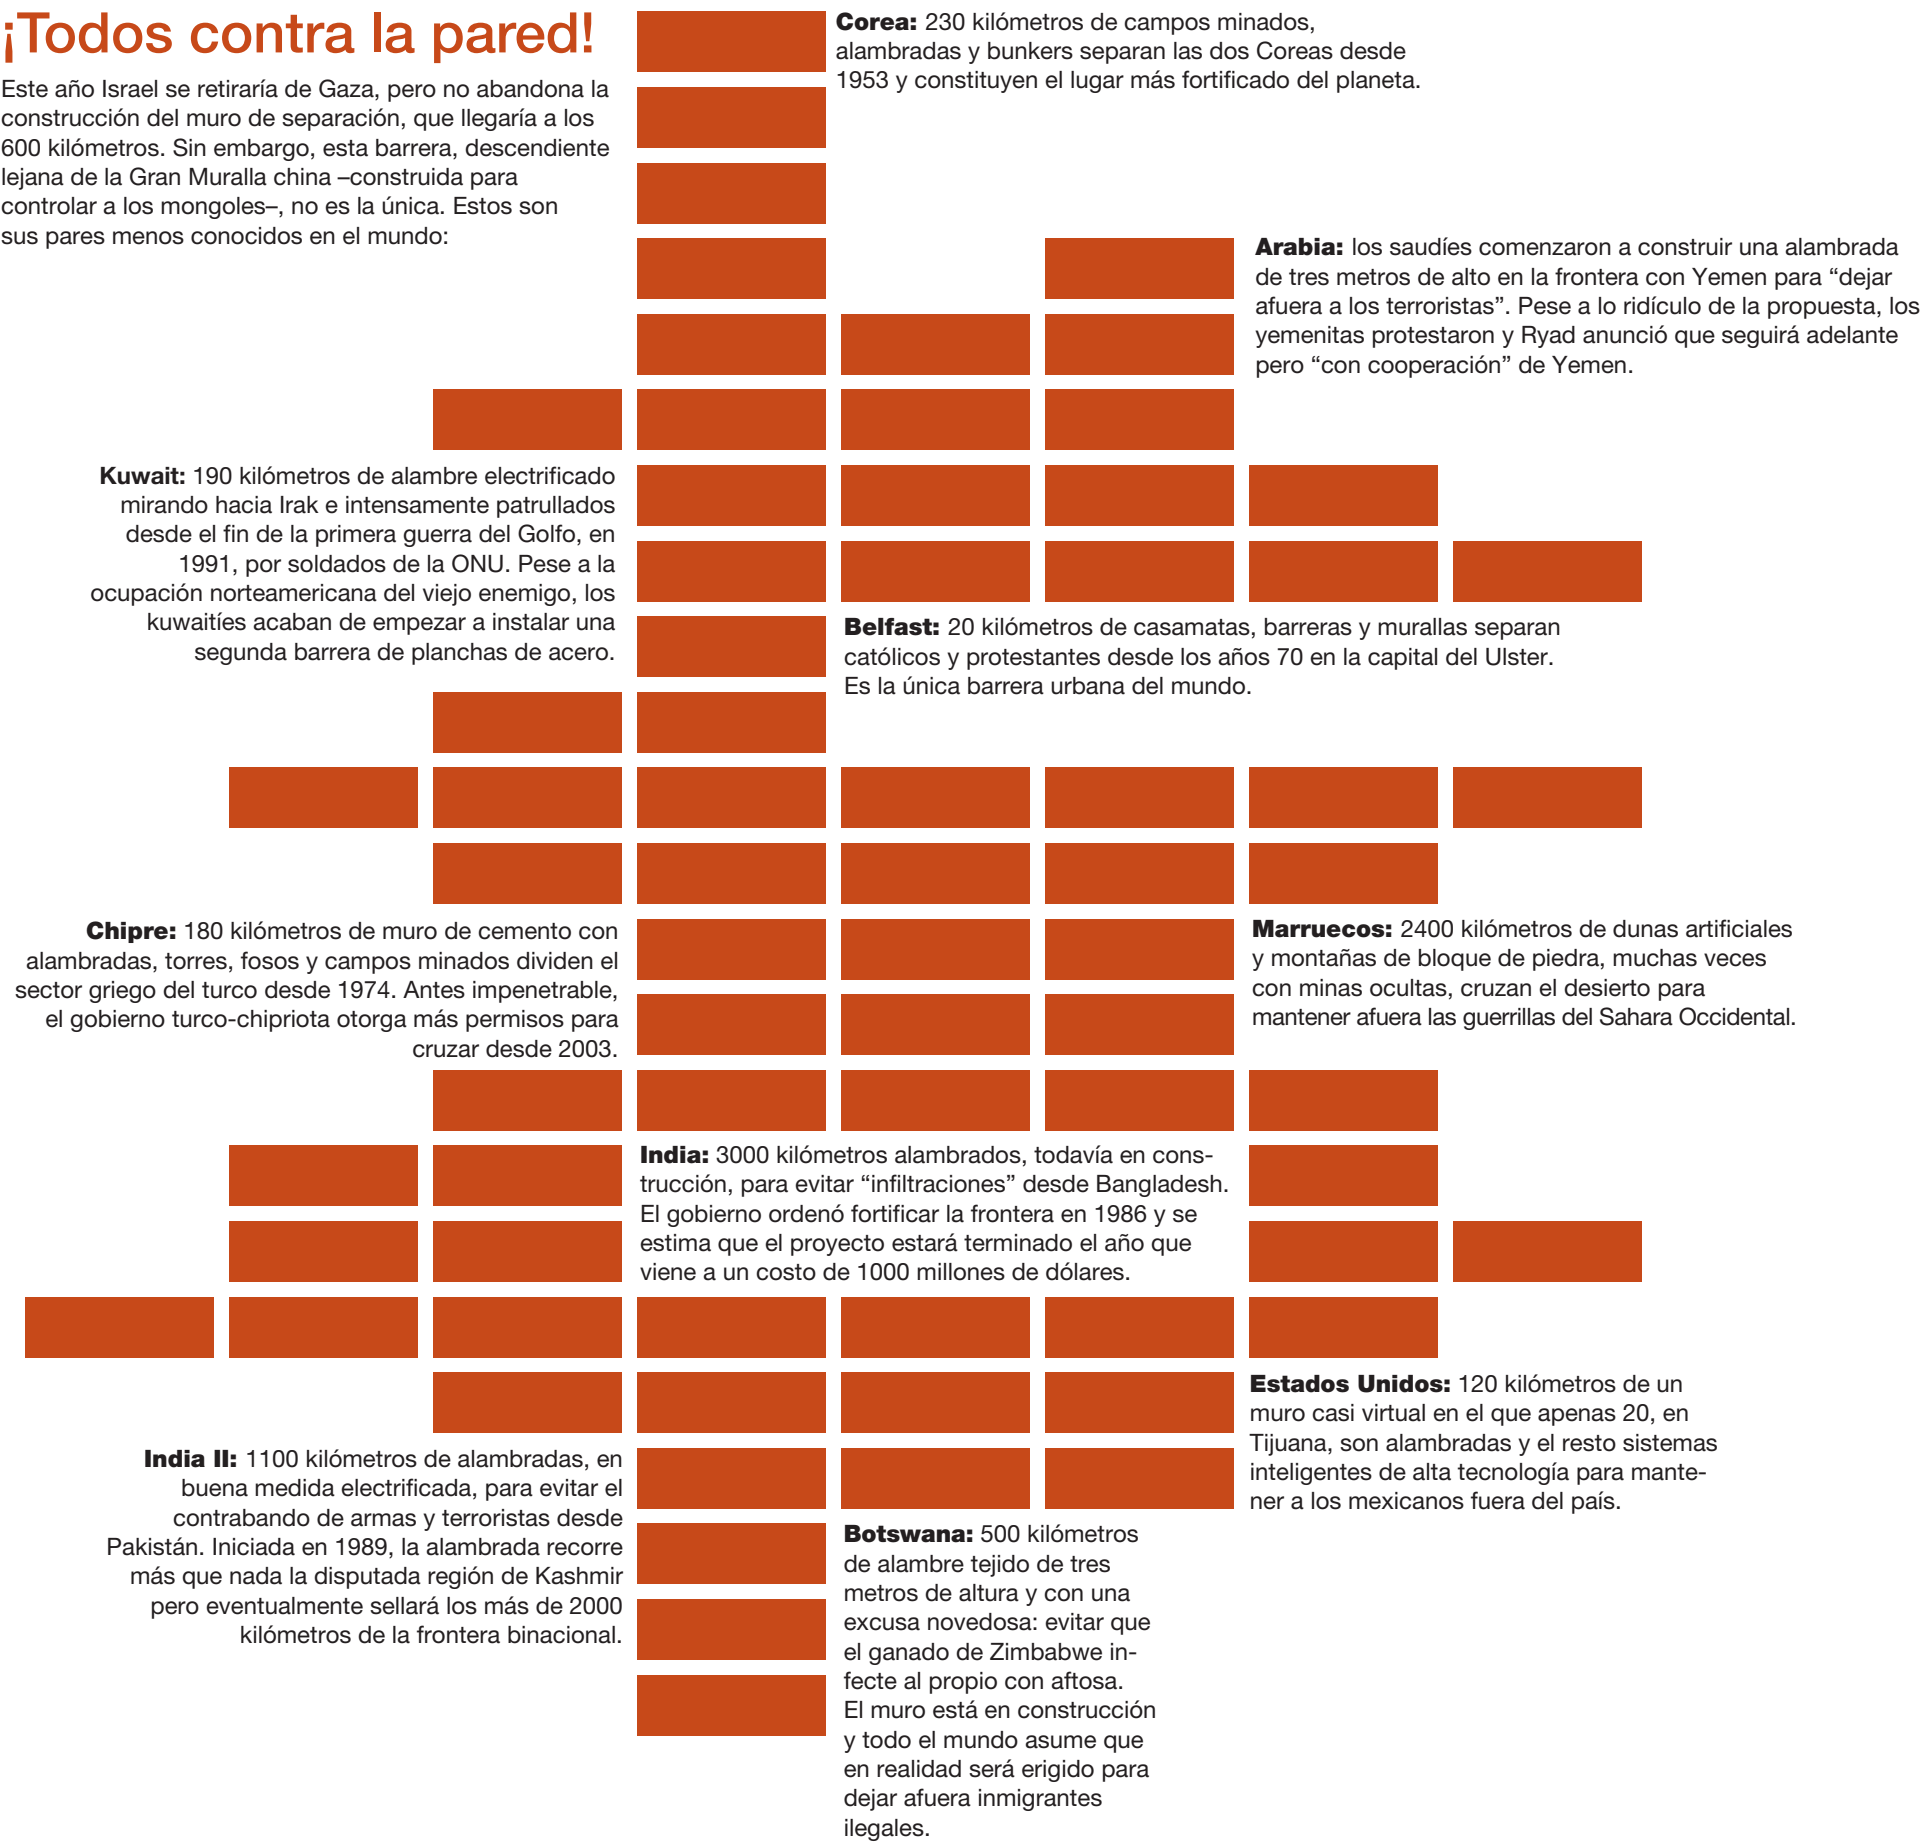 ¡Todos contra la pared!
Este año Israel se retiraría de Gaza, pero no abandona la
construcción del muro de separación, que llegaría a los
600 kilómetros. Sin embargo, esta barrera, descendiente
lejana de la Gran Muralla china –construida para
controlar a los mongoles–, no es la única. Estos son
sus pares menos conocidos en el mundo:
Corea: 230 kilómetros de campos minados,
alambradas y bunkers separan las dos Coreas desde
1953 y constituyen el lugar más fortificado del planeta.
Arabia: los saudíes comenzaron a construir una alambrada
de tres metros de alto en la frontera con Yemen para “dejar
afuera a los terroristas”. Pese a lo ridículo de la propuesta, los
yemenitas protestaron y Ryad anunció que seguirá adelante
pero “con cooperación” de Yemen.
Kuwait: 190 kilómetros de alambre electrificado
mirando hacia Irak e intensamente patrullados
desde el fin de la primera guerra del Golfo, en
1991, por soldados de la ONU. Pese a la
ocupación norteamericana del viejo enemigo, los
kuwaitíes acaban de empezar a instalar una
segunda barrera de planchas de acero.
Belfast: 20 kilómetros de casamatas, barreras y murallas separan
católicos y protestantes desde los años 70 en la capital del Ulster.
Es la única barrera urbana del mundo.
Chipre: 180 kilómetros de muro de cemento con
alambradas, torres, fosos y campos minados dividen el
sector griego del turco desde 1974. Antes impenetrable,
el gobierno turco-chipriota otorga más permisos para
cruzar desde 2003.
Marruecos: 2400 kilómetros de dunas artificiales
y montañas de bloque de piedra, muchas veces
con minas ocultas, cruzan el desierto para
mantener afuera las guerrillas del Sahara Occidental.
India: 3000 kilómetros alambrados, todavía en cons-
trucción, para evitar “infiltraciones” desde Bangladesh.
El gobierno ordenó fortificar la frontera en 1986 y se
estima que el proyecto estará terminado el año que
viene a un costo de 1000 millones de dólares.
Estados Unidos: 120 kilómetros de un
muro casi virtual en el que apenas 20, en
Tijuana, son alambradas y el resto sistemas
inteligentes de alta tecnología para mante-
ner a los mexicanos fuera del país.
India II: 1100 kilómetros de alambradas, en
buena medida electrificada, para evitar el
contrabando de armas y terroristas desde
Pakistán. Iniciada en 1989, la alambrada recorre
más que nada la disputada región de Kashmir
pero eventualmente sellará los más de 2000
kilómetros de la frontera binacional.
Botswana: 500 kilómetros
de alambre tejido de tres
metros de altura y con una
excusa novedosa: evitar que
el ganado de Zimbabwe in-
fecte al propio con aftosa.
El muro está en construcción
y todo el mundo asume que
en realidad será erigido para
dejar afuera inmigrantes
ilegales.